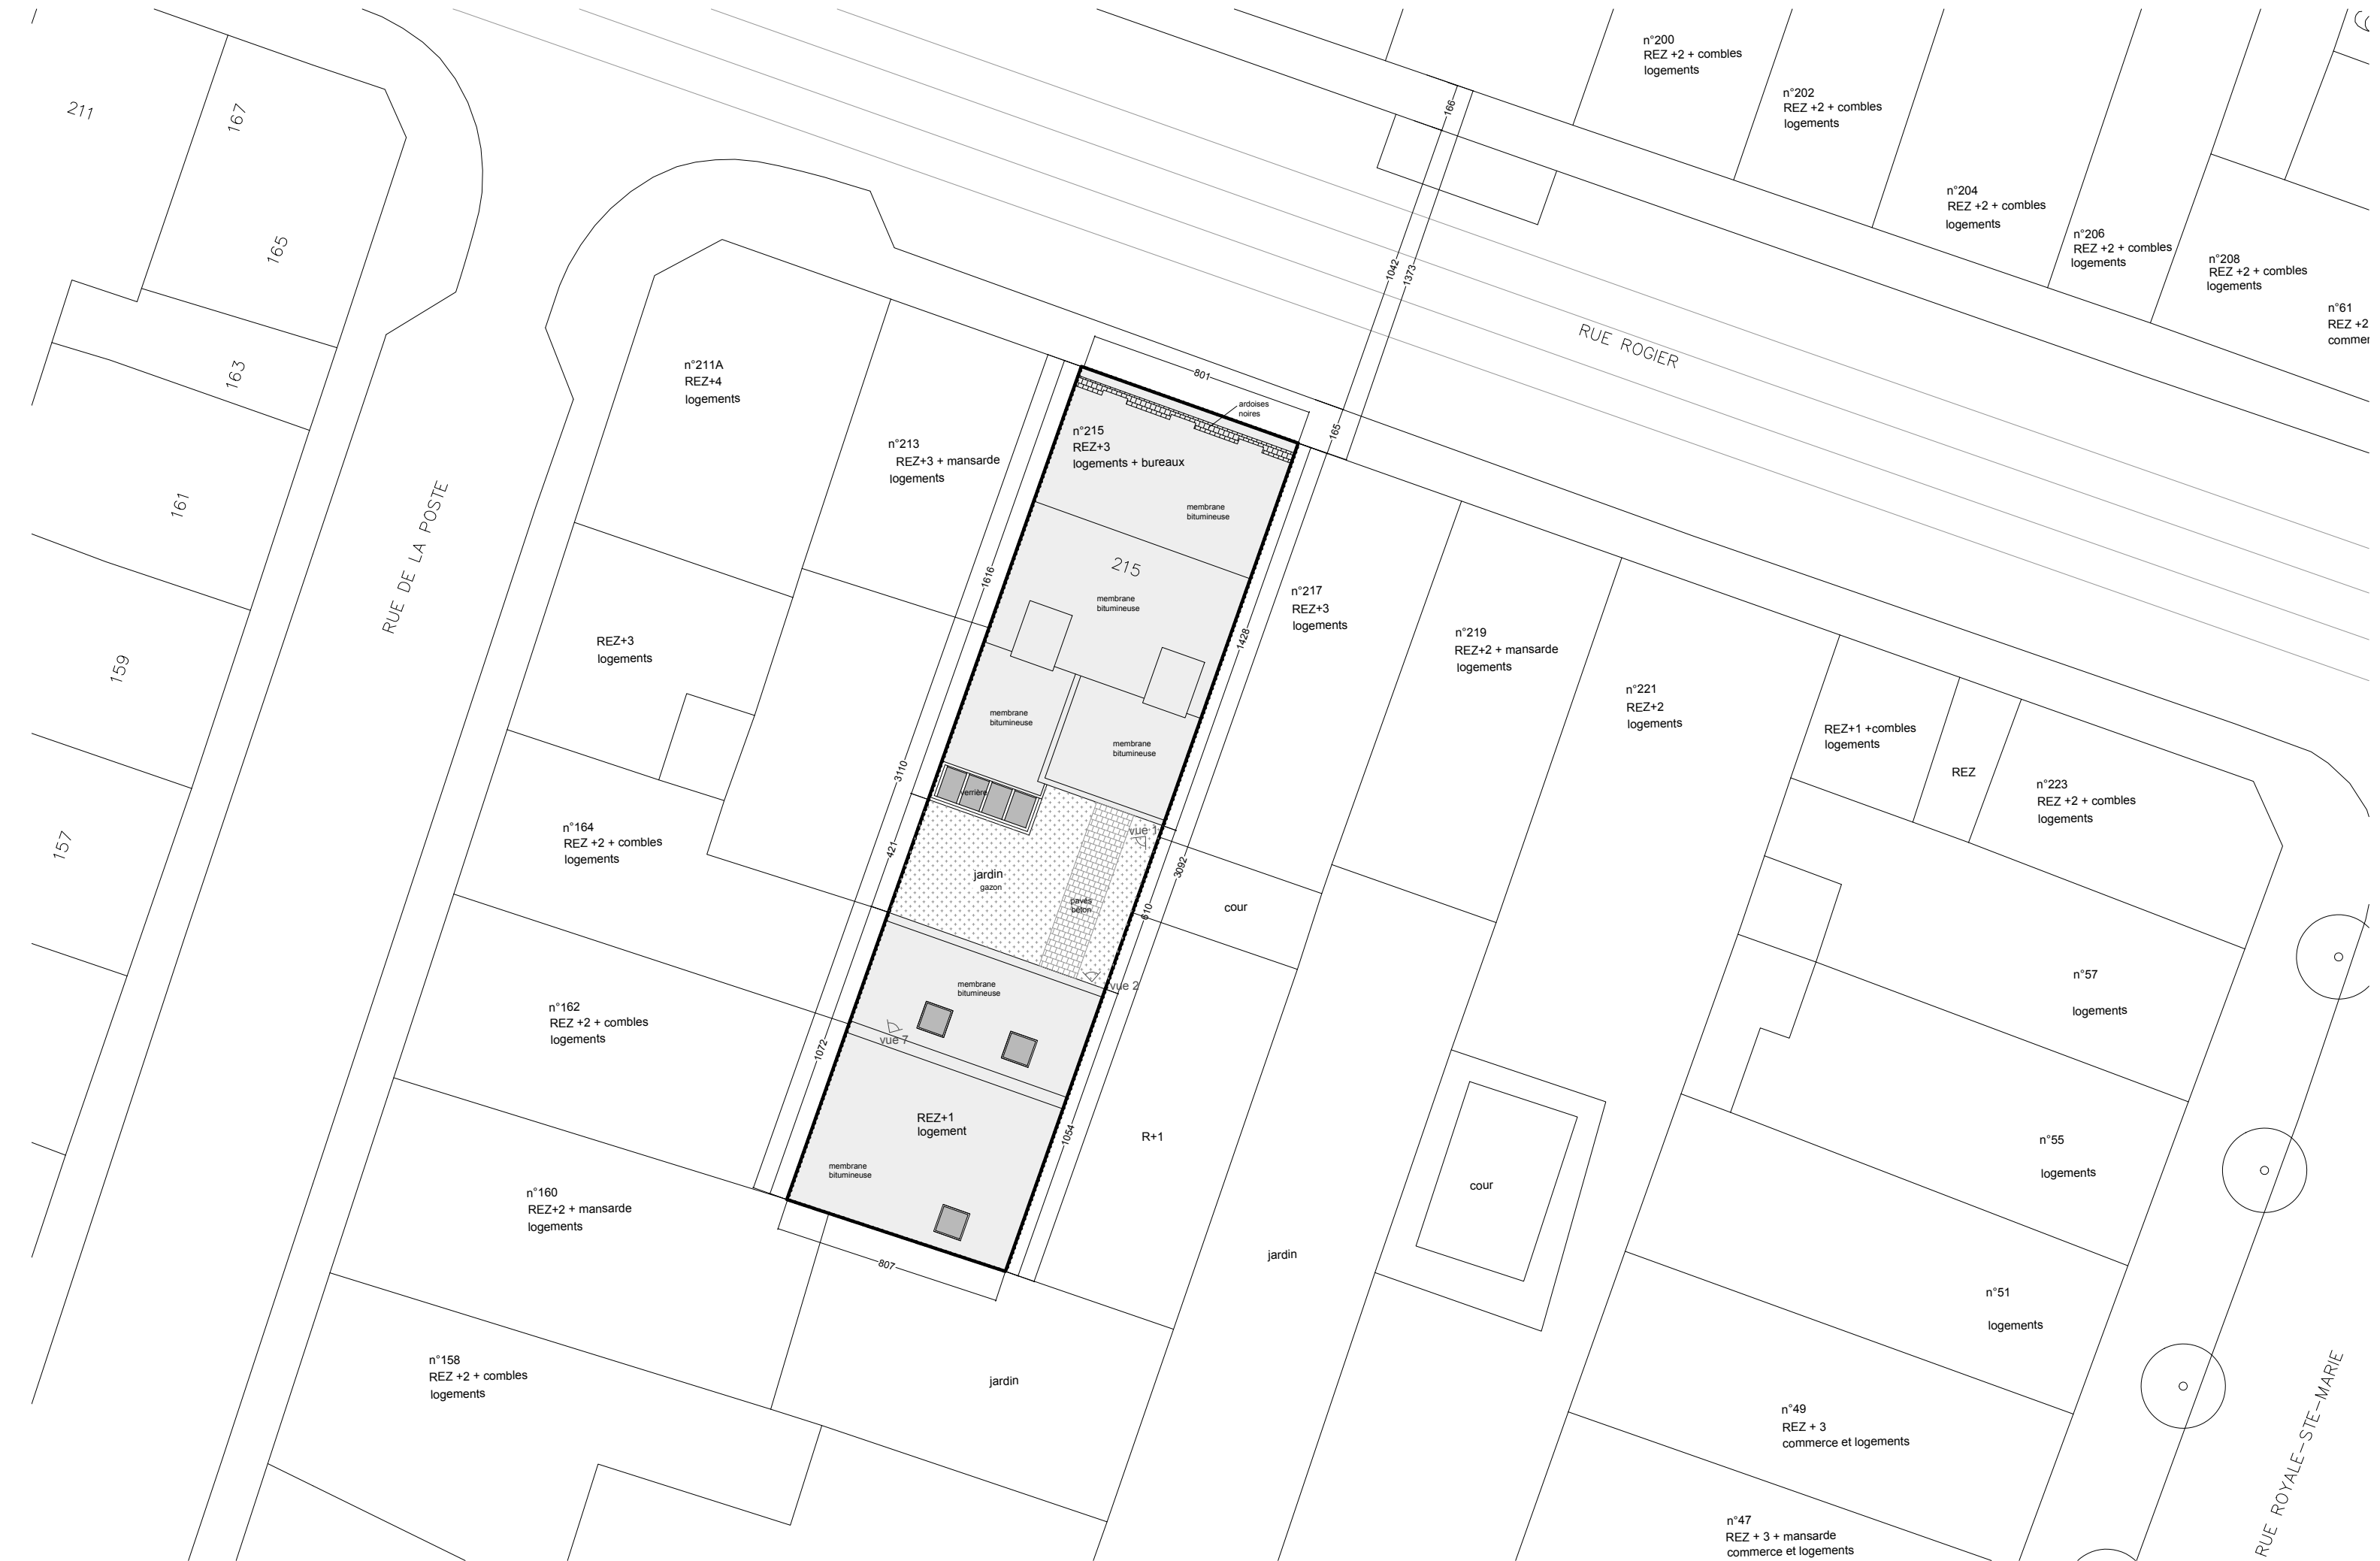 n°200
REZ +2 + combles
logements
n°202
REZ +2 + combles
logements
n°204
REZ +2 + combles
logements
n°206
REZ +2 + combles
logements
n°208
REZ +2 + combles
logements
n°61
REZ +2
211
167
165
163
161
159
157
RUE DE LA POSTE
RUE ROGIER
RUE ROYALE-STE-MARIE
166
1042
1373
165
801
n°211A
REZ+4
logements
n°213
REZ+3 + mansarde
logements
n°215
REZ+3
logements + bureaux
ardoises
noires
membrane
bitumineuse
215
membrane
bitumineuse
membrane
bitumineuse
membrane
bitumineuse
verrière
1616
1428
3110
421
3092
610
1072
1054
807
vue 1
jardin
gazon
pavés
béton
vue 2
membrane
bitumineuse
vue 7
REZ+1
logement
membrane
bitumineuse
n°217
REZ+3
logements
n°219
REZ+2 + mansarde
logements
n°221
REZ+2
logements
REZ+1 +combles
logements
REZ
n°223
REZ +2 + combles
logements
REZ+3
logements
n°164
REZ +2 + combles
logements
n°162
REZ +2 + combles
logements
n°160
REZ+2 + mansarde
logements
n°158
REZ +2 + combles
logements
cour
R+1
cour
jardin
jardin
n°57
logements
n°55
logements
n°51
logements
n°49
REZ + 3
commerce et logements
n°47
REZ + 3 + mansarde
commerce et logements